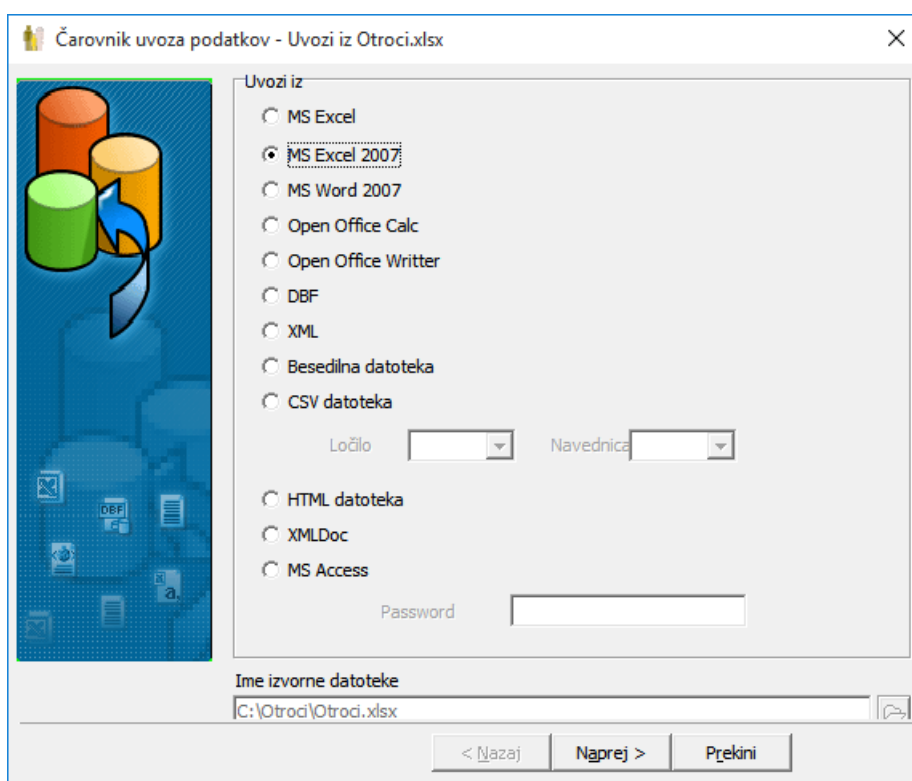 Čarovnik uvoza podatkov - Uvozi iz Otroci.xlsx
Uvozi iz
MS Excel
MS Excel 2007
MS Word 2007
Open Office Calc
Open Office Writter
DBF
XML
Besedilna datoteka
CSV datoteka
Ločilo Navednica
HTML datoteka
XMLDoc
MS Access
Password
DBF
a.
Ime izvorne datoteke
C:\Otroci\Otroci.xlsx
< Nazaj Naprej > Prekini